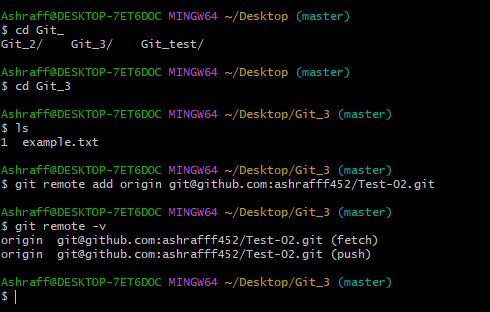 Ashraff@DESKTOP-7ET6DOC MINGW64 ~/Desktop (master)
$ cd Git_
Git_2/    Git_3/    Git_test/
Ashraff@DESKTOP-7ET6DOC MINGW64 ~/Desktop (master)
$ cd Git_3
Ashraff@DESKTOP-7ET6DOC MINGW64 ~/Desktop/Git_3 (master)
$ ls
1  example.txt
Ashraff@DESKTOP-7ET6DOC MINGW64 ~/Desktop/Git_3 (master)
$ git remote add origin git@github.com:ashrafff452/Test-02.git
Ashraff@DESKTOP-7ET6DOC MINGW64 ~/Desktop/Git_3 (master)
$ git remote -v
origin  git@github.com:ashrafff452/Test-02.git (fetch)
origin  git@github.com:ashrafff452/Test-02.git (push)
Ashraff@DESKTOP-7ET6DOC MINGW64 ~/Desktop/Git_3 (master)
$